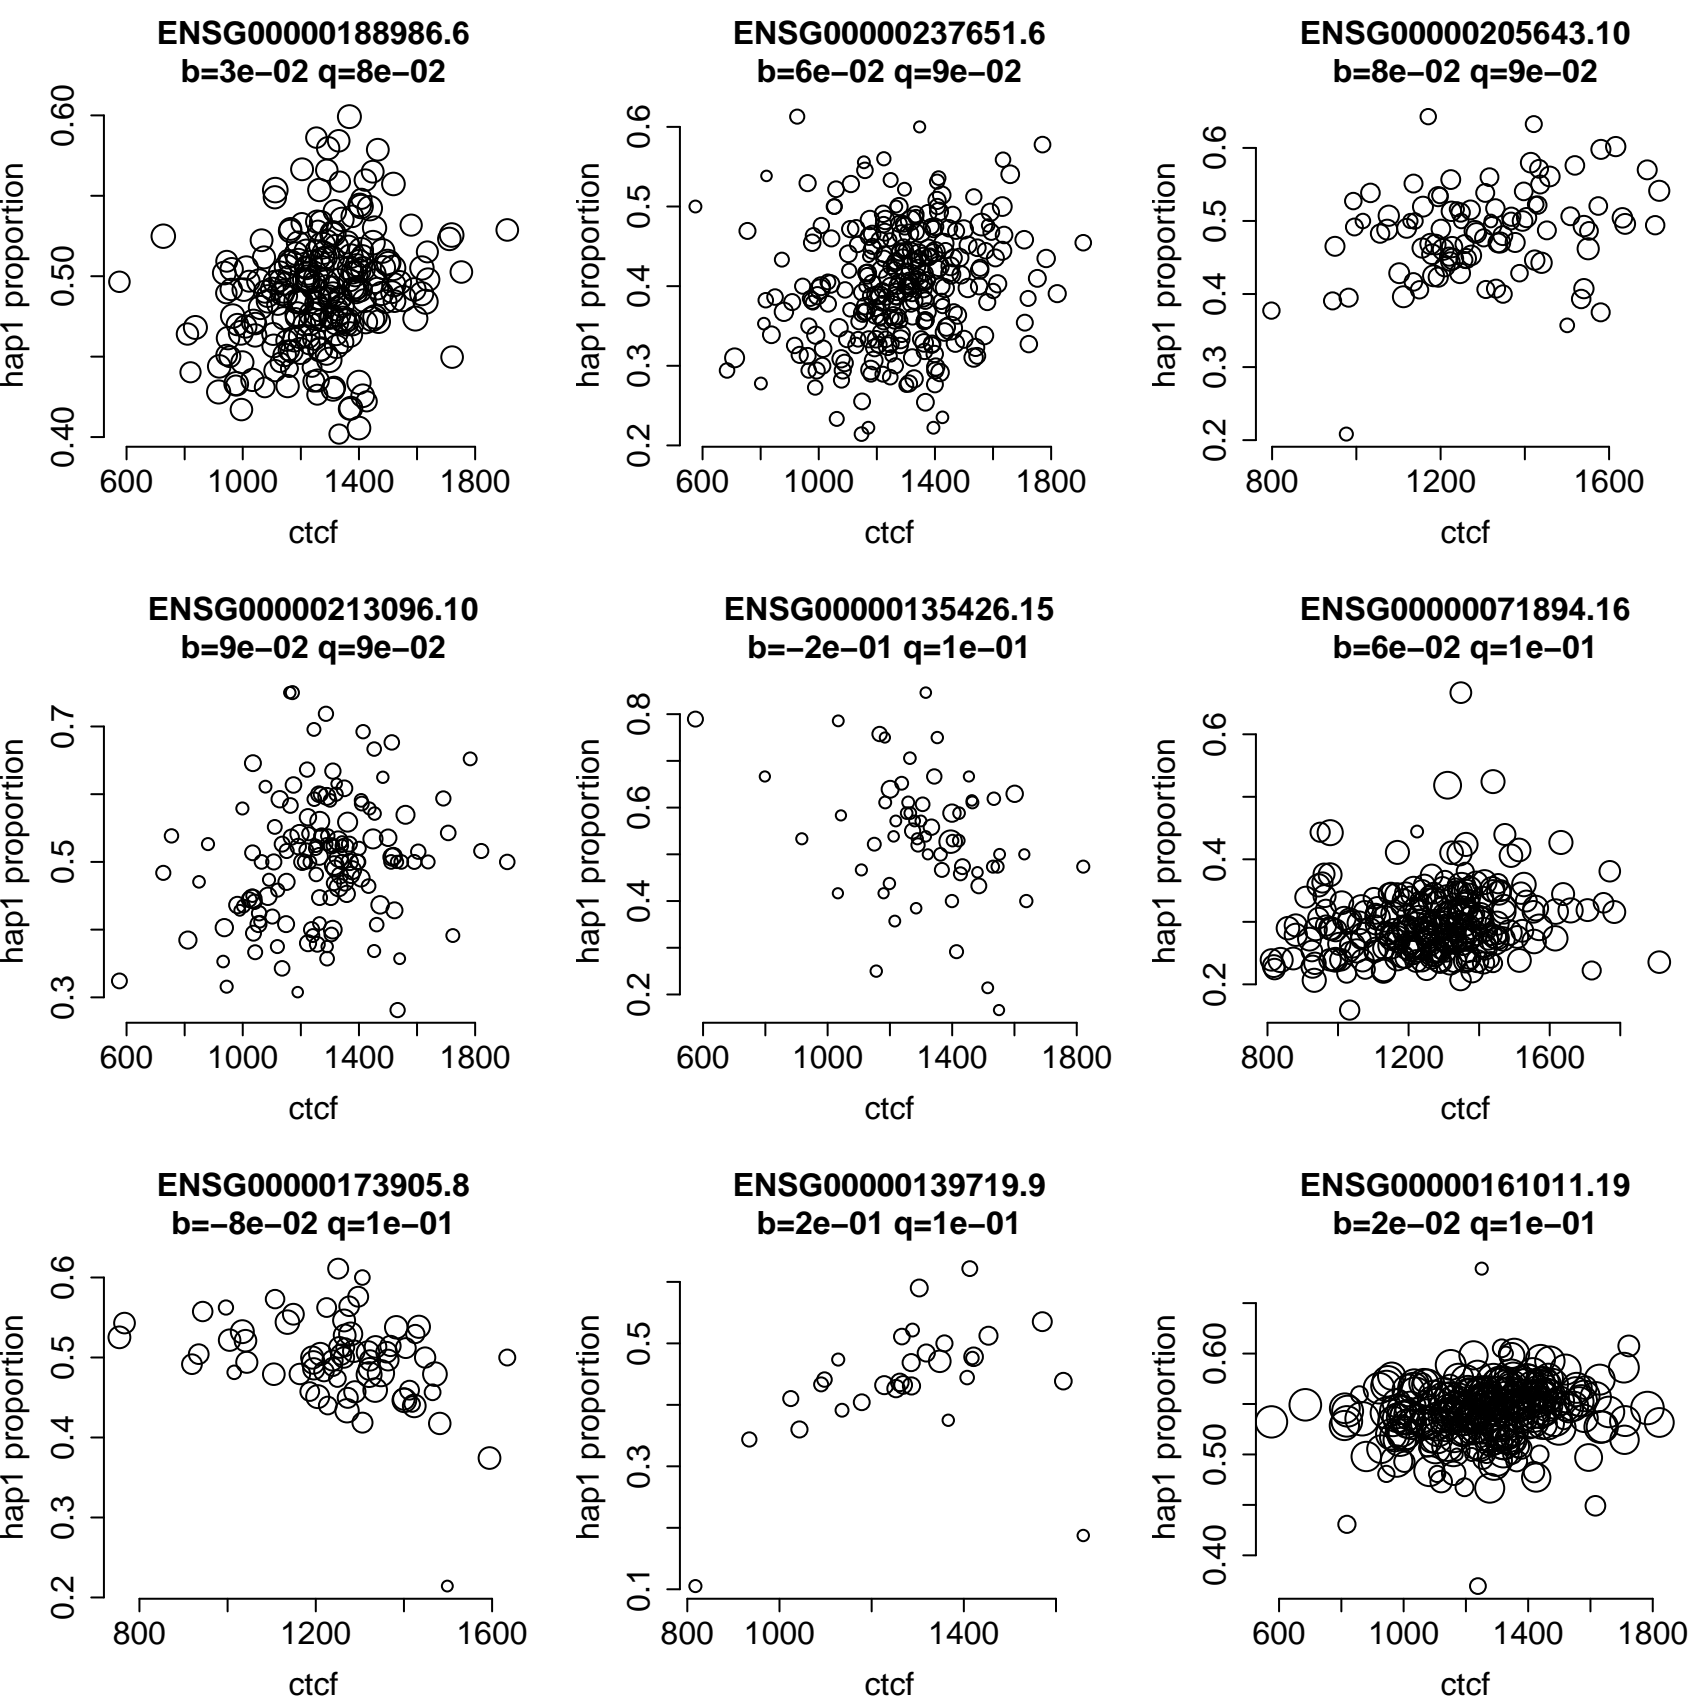 ENSG00000188986.6
b=3e−02 q=8e−02
hap1 proportion
0.40 0.50 0.60
600 1000 1400 1800
ctcf
ENSG00000237651.6
b=6e−02 q=9e−02
hap1 proportion
0.2 0.3 0.4 0.5 0.6
600 1000 1400 1800
ctcf
ENSG00000205643.10
b=8e−02 q=9e−02
hap1 proportion
0.2 0.3 0.4 0.5 0.6
800 1200 1600
ctcf
ENSG00000213096.10
b=9e−02 q=9e−02
hap1 proportion
0.3 0.5 0.7
600 1000 1400 1800
ctcf
ENSG00000135426.15
b=−2e−01 q=1e−01
hap1 proportion
0.2 0.4 0.6 0.8
600 1000 1400 1800
ctcf
ENSG00000071894.16
b=6e−02 q=1e−01
hap1 proportion
0.2 0.4 0.6
800 1200 1600
ctcf
ENSG00000173905.8
b=−8e−02 q=1e−01
hap1 proportion
0.2 0.3 0.4 0.5 0.6
800 1200 1600
ctcf
ENSG00000139719.9
b=2e−01 q=1e−01
hap1 proportion
0.1 0.3 0.5
800 1000 1400
ctcf
ENSG00000161011.19
b=2e−02 q=1e−01
hap1 proportion
0.40 0.50 0.60
600 1000 1400 1800
ctcf